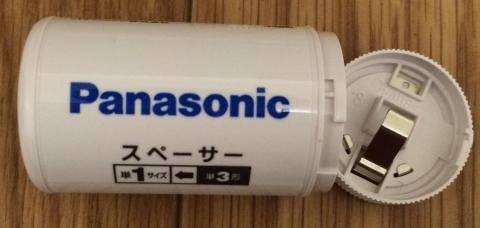 Panasonic
スペーサー
単1サイズ ← 単3形